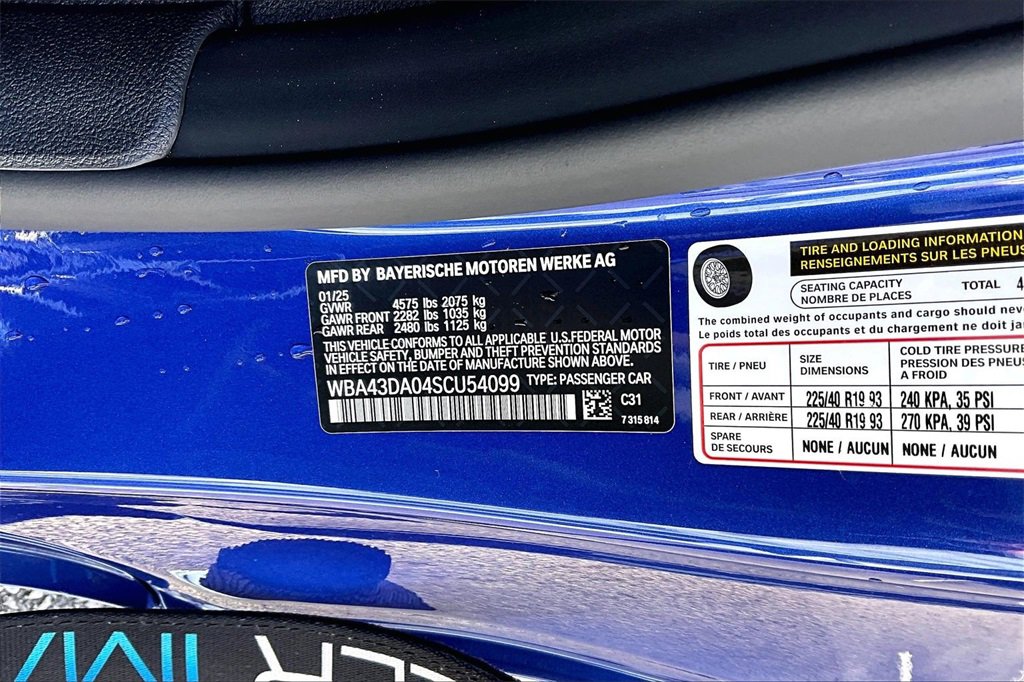 MFD BY BAYERISCHE MOTOREN WERKE AG
01/25
GVWR 4575 lbs 2075 kg
GAWR FRONT 2282 lbs 1035 kg
GAWR REAR 2480 lbs 1125 kg
THIS VEHICLE CONFORMS TO ALL APPLICABLE U.S.FEDERAL MOTOR
VEHICLE SAFETY, BUMPER AND THEFT PREVENTION STANDARDS
IN EFFECT ON THE DATE OF MANUFACTURE SHOWN ABOVE.
WBA43DA04SCU54099 TYPE: PASSENGER CAR
C31
7 315 814
TIRE AND LOADING INFORMATION
RENSEIGNEMENTS SUR LES PNEUS
SEATING CAPACITY
NOMBRE DE PLACES
TOTAL 4
The combined weight of occupants and cargo should neve
Le poids total des occupants et du chargement ne doit jam
TIRE / PNEU
SIZE
DIMENSIONS
COLD TIRE PRESSURE
PRESSION DES PNEUS
A FROID
FRONT / AVANT 225/40 R19 93 240 KPA, 35 PSI
REAR / ARRIÈRE 225/40 R19 93 270 KPA, 39 PSI
SPARE
DE SECOURS
NONE / AUCUN NONE / AUCUN